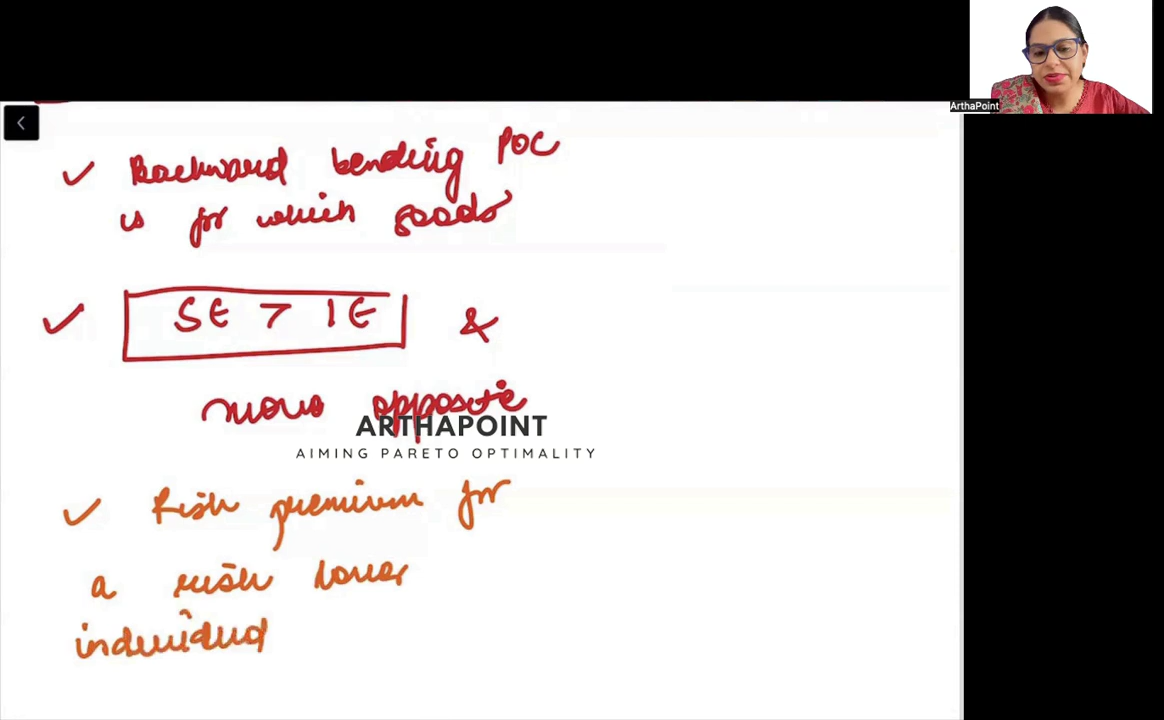 ArthaPoint
Backward bending POC
is for which goods
SE > IE &
move opposite
ARTHAPOINT
AIMING PARETO OPTIMALITY
Risk premium for
a risk lover
individual